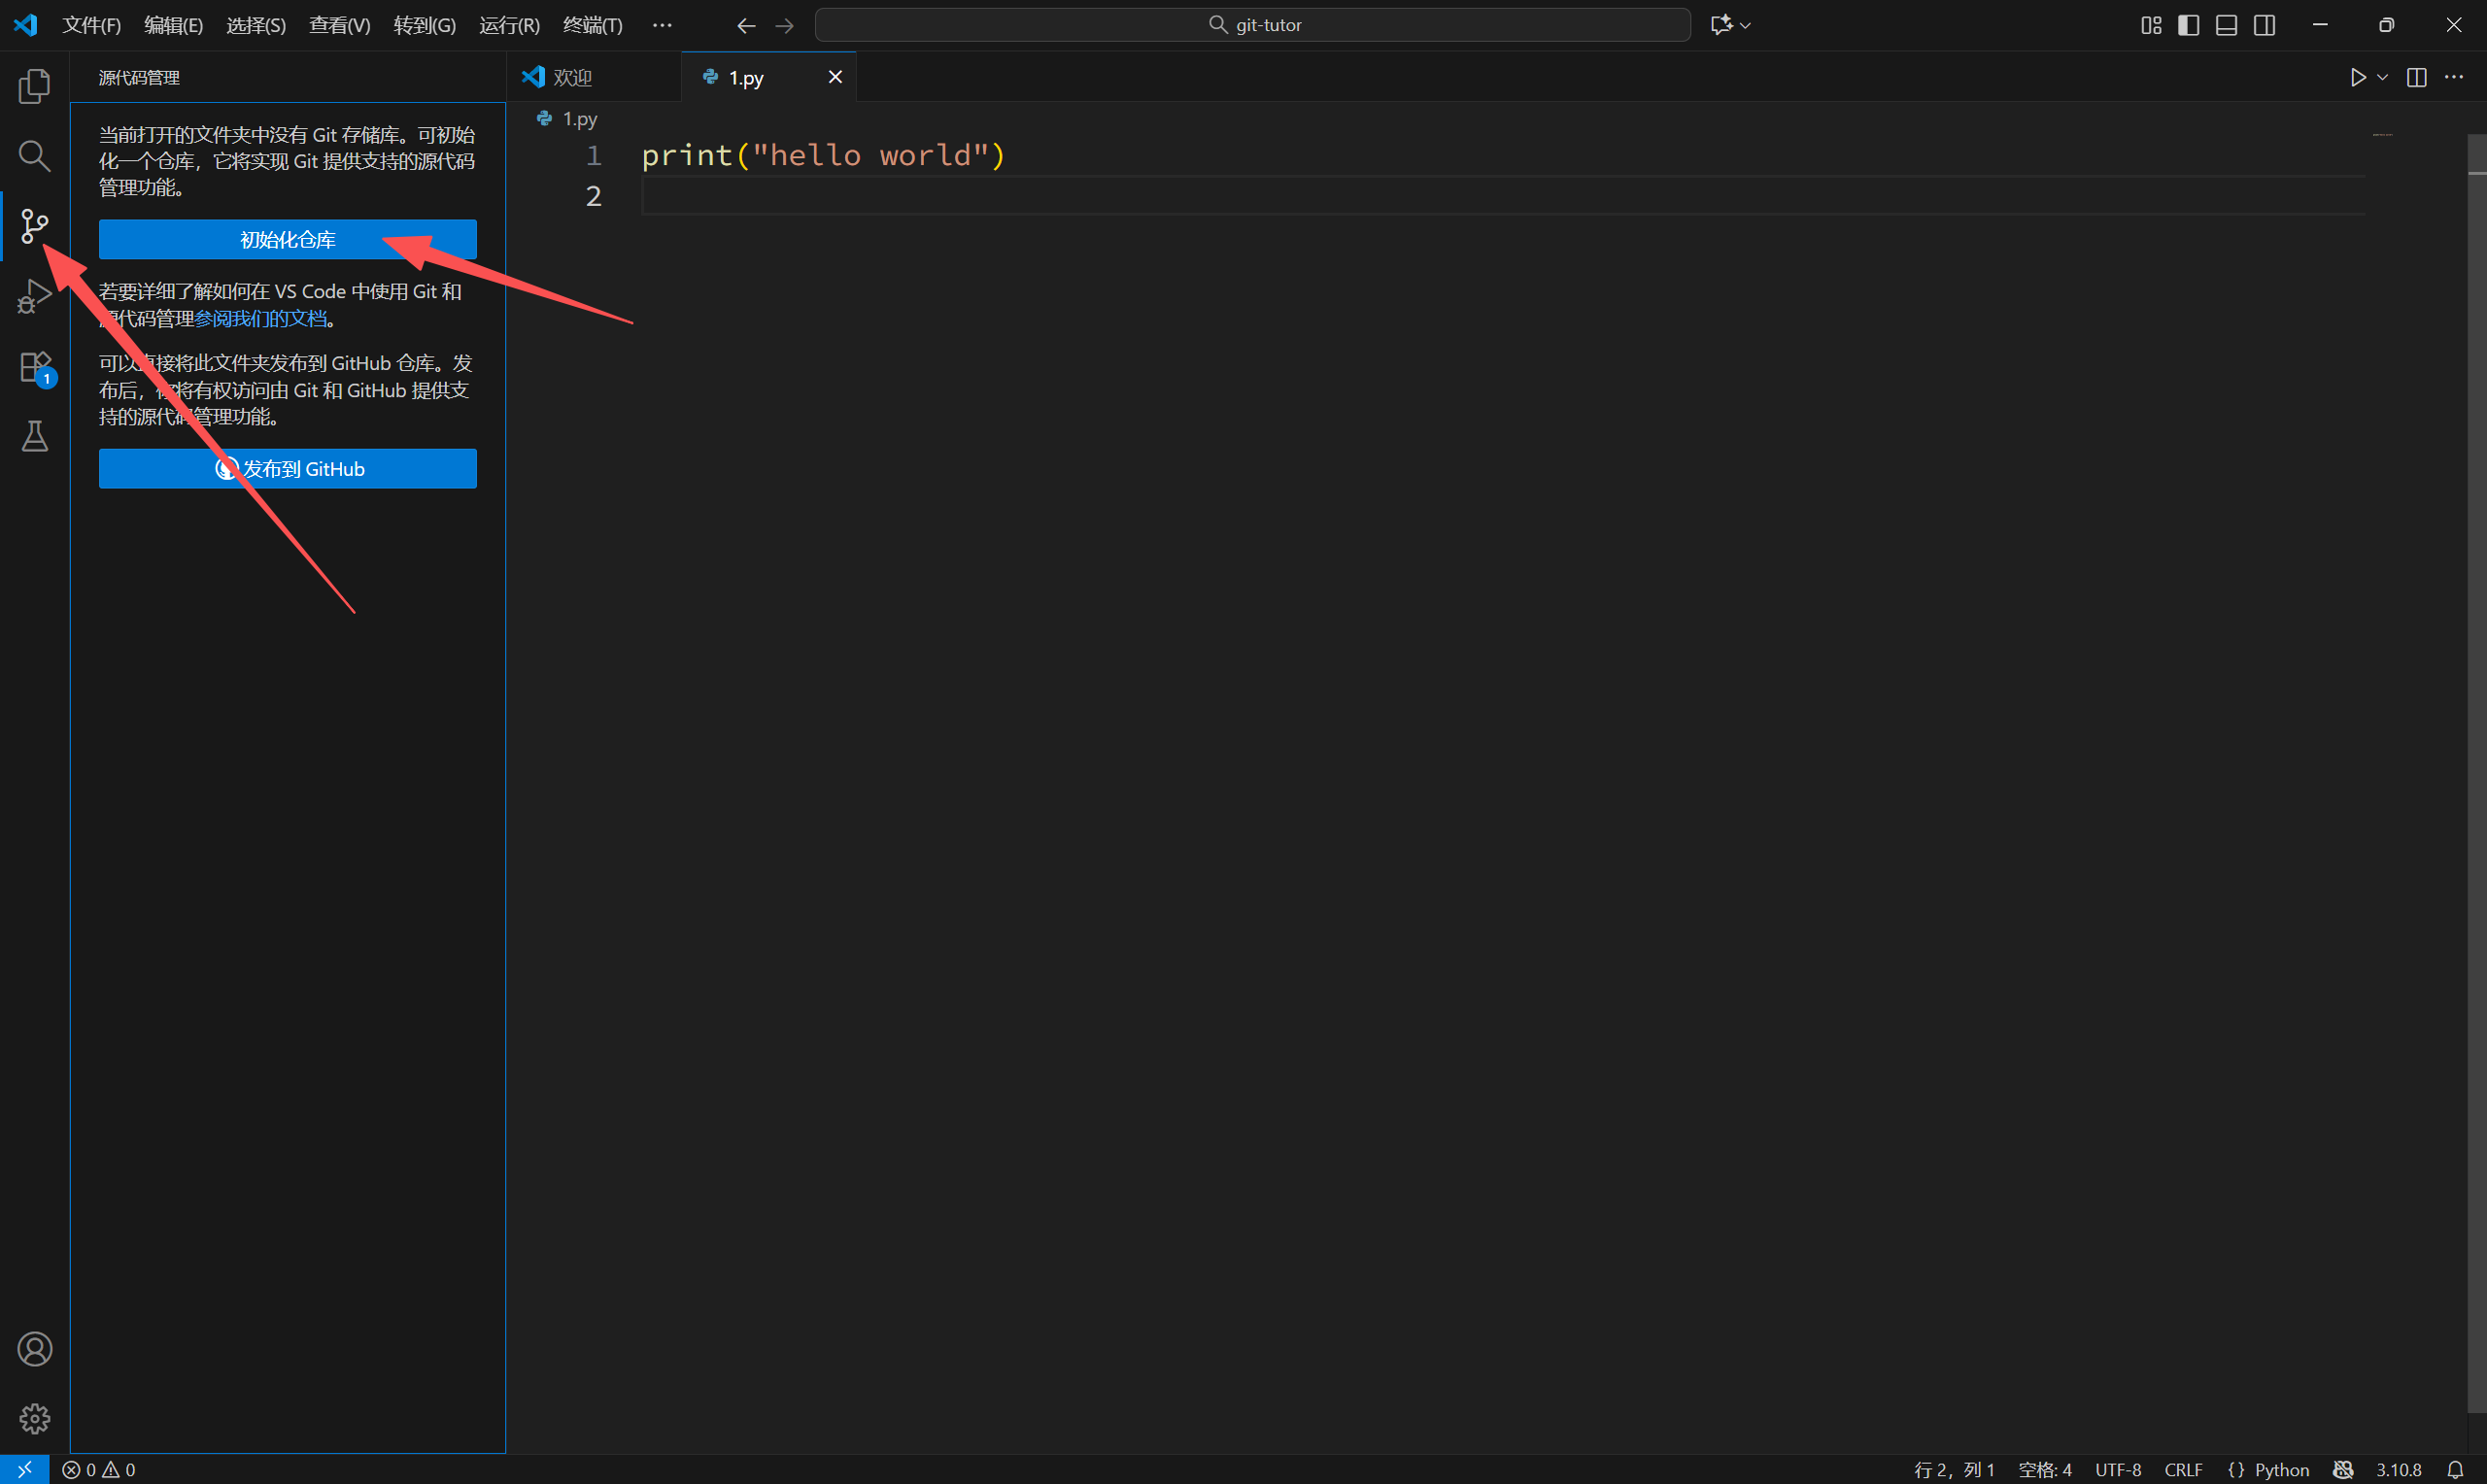 文件(F) 编辑(E) 选择(S) 查看(V) 转到(G) 运行(R) 终端(T) ··· git-tutor
源代码管理
欢迎 1.py
当前打开的文件夹中没有 Git 存储库。可初始
化一个仓库，它将实现 Git 提供支持的源代码
管理功能。
初始化仓库
若要详细了解如何在 VS Code 中使用 Git 和
源代码管理参阅我们的文档。
可以直接将此文件夹发布到 GitHub 仓库。发
布后，你将有权访问由 Git 和 GitHub 提供支
持的源代码管理功能。
发布到 GitHub
1
1.py
1 print("hello world")
2
0 0 行 2，列 1 空格: 4 UTF-8 CRLF {} Python 3.10.8